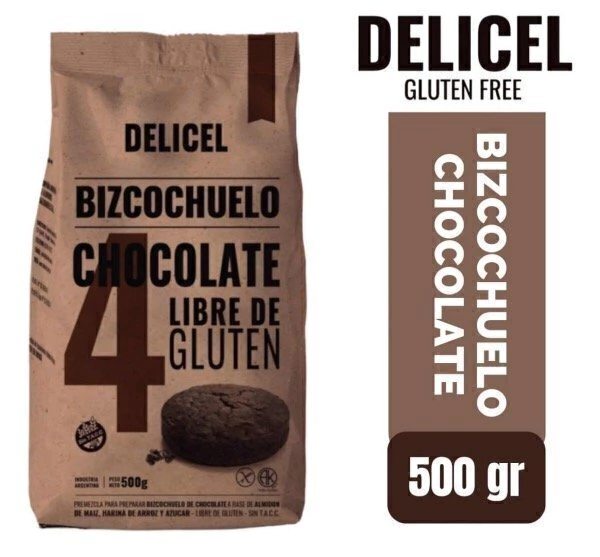 DELICEL
BIZCOCHUELO
CHOCOLATE
4
LIBRE DE
GLUTEN
SIN T.A.C.C.
INDUSTRIA
ARGENTINA
PESO
NETO 500g
PREMEZCLA PARA PREPARAR BIZCOCHUELO DE CHOCOLATE A BASE DE ALMIDON
DE MAIZ, HARINA DE ARROZ Y AZUCAR - LIBRE DE GLUTEN - SIN T.A.C.C.
DELICEL
GLUTEN FREE
BIZCOCHUELO
CHOCOLATE
500 gr